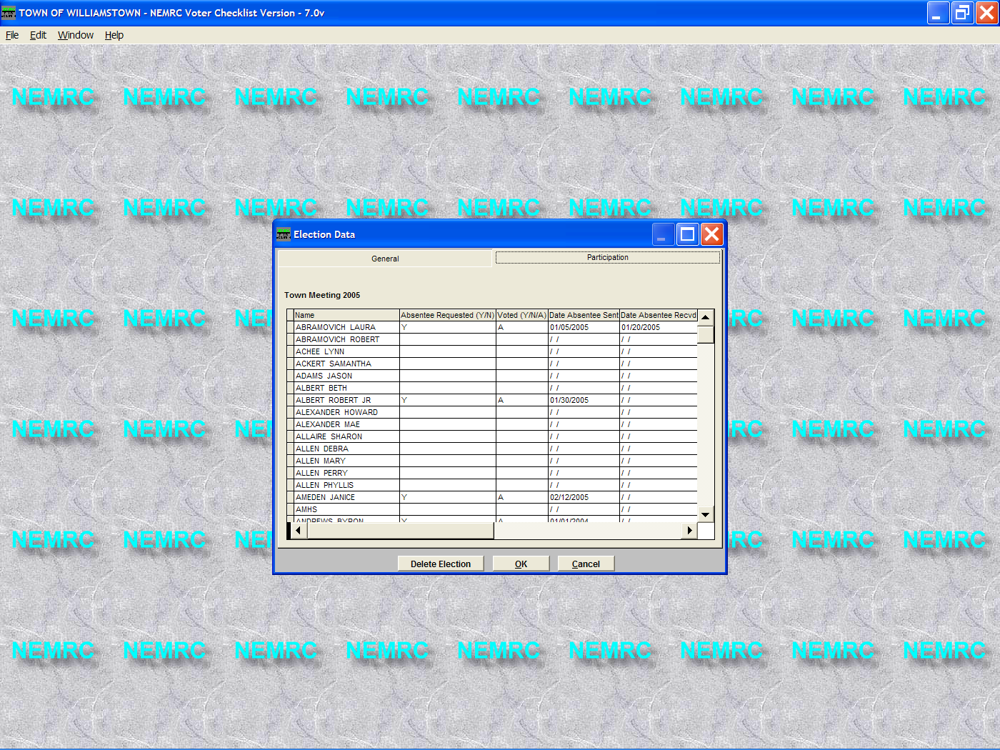 TOWN OF WILLIAMSTOWN - NEMRC Voter Checklist Version - 7.0v
File Edit Window Help
NEMRC NEMRC NEMRC NEMRC NEMRC NEMRC NEMRC NEMRC NEMRC
NEMRC NEMRC NEMRC NEMRC NEMRC NEMRC NEMRC NEMRC NEMRC
Election Data
General Participation
Town Meeting 2005
Name Absentee Requested (Y/N) Voted (Y/N/A) Date Absentee Sent Date Absentee Recvd
ABRAMOVICH LAURA Y A 01/05/2005 01/20/2005
ABRAMOVICH ROBERT / / / /
ACHEE LYNN / / / /
ACKERT SAMANTHA / / / /
ADAMS JASON / / / /
ALBERT BETH / / / /
ALBERT ROBERT JR Y A 01/30/2005 / /
ALEXANDER HOWARD / / / /
ALEXANDER MAE / / / /
ALLAIRE SHARON / / / /
ALLEN DEBRA / / / /
ALLEN MARY / / / /
ALLEN PERRY / / / /
ALLEN PHYLLIS / / / /
AMEDEN JANICE Y A 02/12/2005 / /
AMHS / / / /
ANDREWS BYRON Y A 01/01/2004 / /
Delete Election OK Cancel
NEMRC NEMRC NE RC NEMRC NEMRC
NEMRC NEMRC NE RC NEMRC NEMRC
NEMRC NEMRC NE RC NEMRC NEMRC
NEMRC NEMRC NEMRC NEMRC NEMRC NEMRC NEMRC NEMRC NEMRC